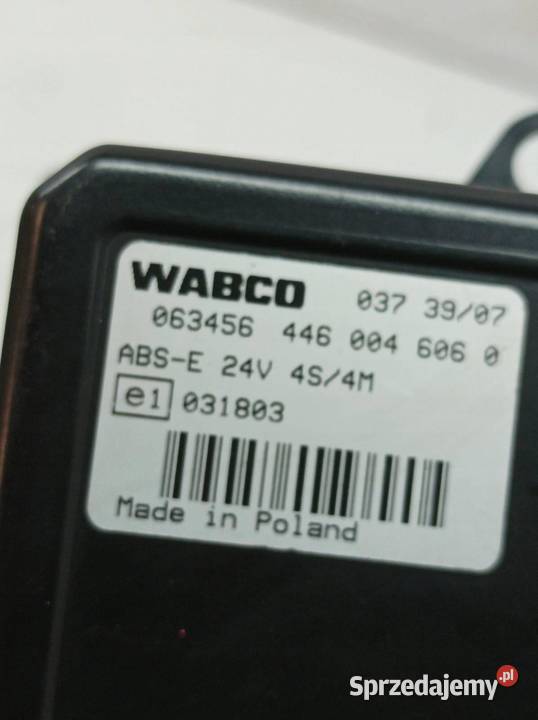 WABCO 037 39/07
063456 446 004 606 0
ABS-E 24V 4S/4M
e1 031803
Made in Poland
Sprzedajemy.pl